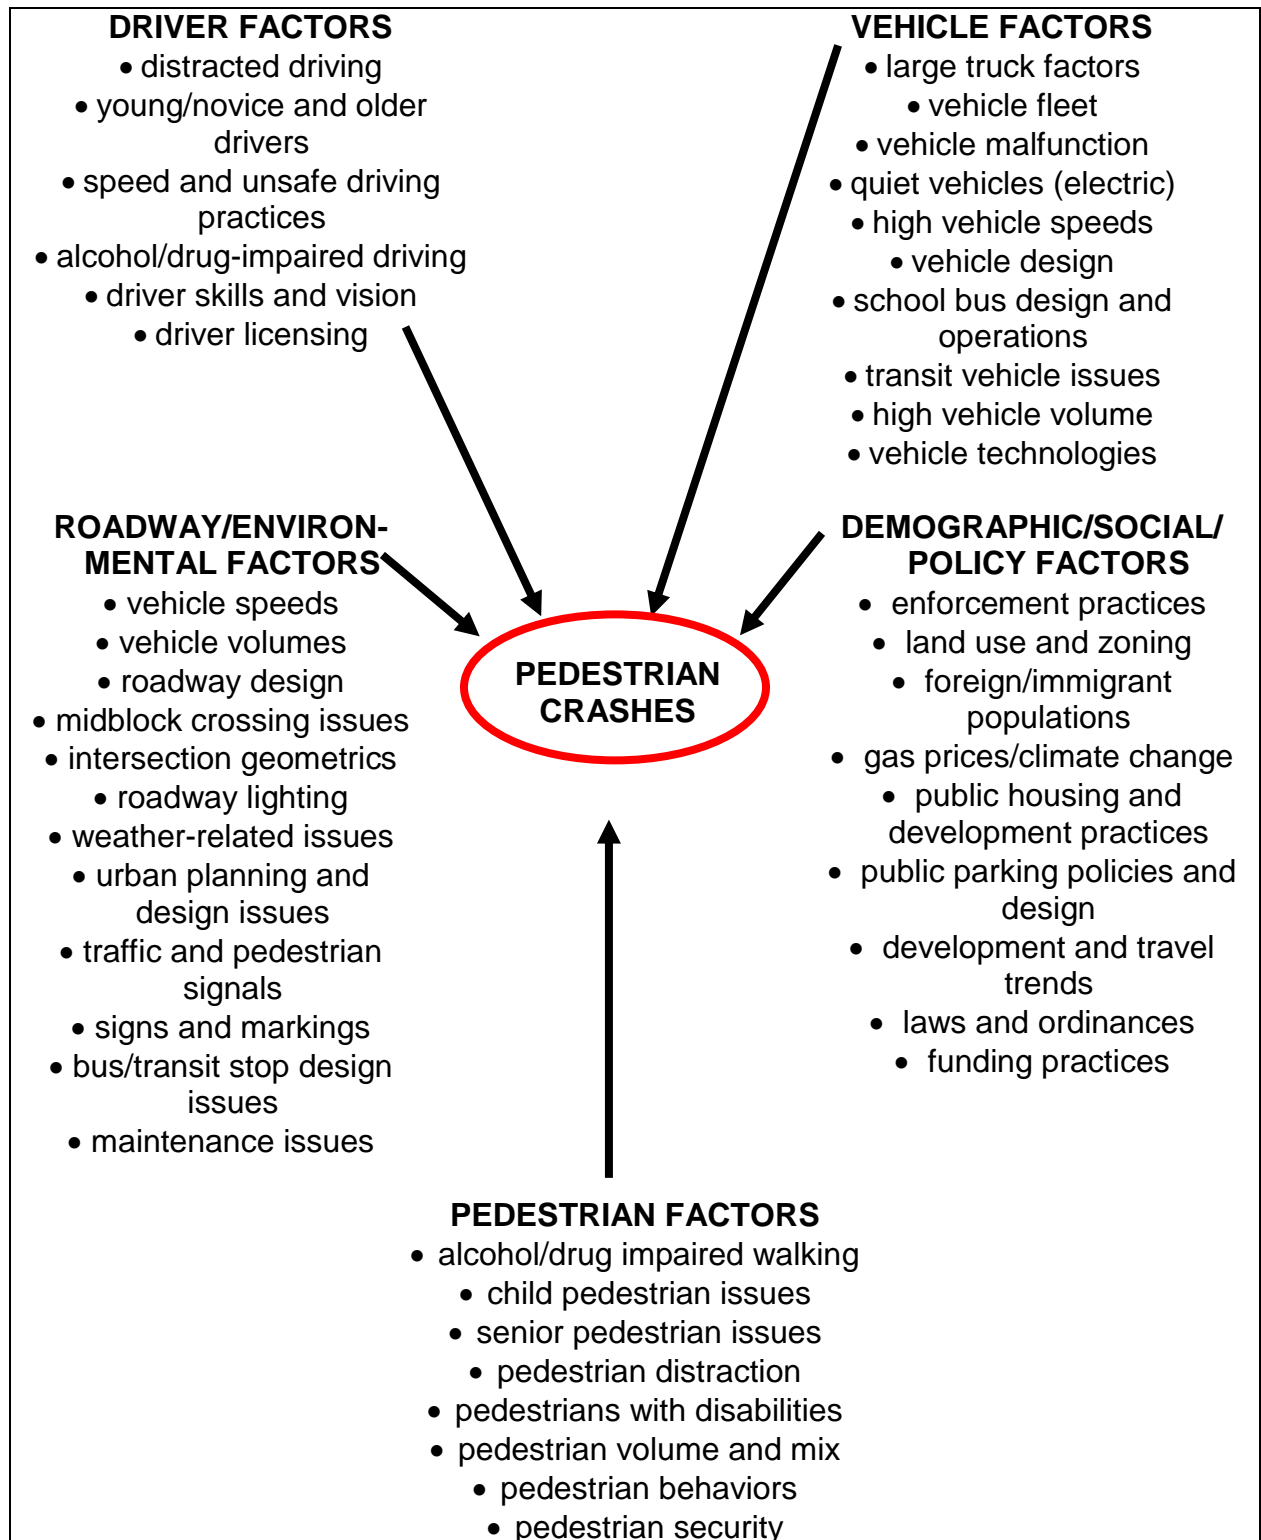 DRIVER FACTORS
• distracted driving
• young/novice and older
drivers
• speed and unsafe driving
practices
• alcohol/drug-impaired driving
• driver skills and vision
• driver licensing
VEHICLE FACTORS
• large truck factors
• vehicle fleet
• vehicle malfunction
• quiet vehicles (electric)
• high vehicle speeds
• vehicle design
• school bus design and
operations
• transit vehicle issues
• high vehicle volume
• vehicle technologies
ROADWAY/ENVIRON-
MENTAL FACTORS
• vehicle speeds
• vehicle volumes
• roadway design
• midblock crossing issues
• intersection geometrics
• roadway lighting
• weather-related issues
• urban planning and
design issues
• traffic and pedestrian
signals
• signs and markings
• bus/transit stop design
issues
• maintenance issues
PEDESTRIAN
CRASHES
DEMOGRAPHIC/SOCIAL/
POLICY FACTORS
• enforcement practices
• land use and zoning
• foreign/immigrant
populations
• gas prices/climate change
• public housing and
development practices
• public parking policies and
design
• development and travel
trends
• laws and ordinances
• funding practices
PEDESTRIAN FACTORS
• alcohol/drug impaired walking
• child pedestrian issues
• senior pedestrian issues
• pedestrian distraction
• pedestrians with disabilities
• pedestrian volume and mix
• pedestrian behaviors
• pedestrian security